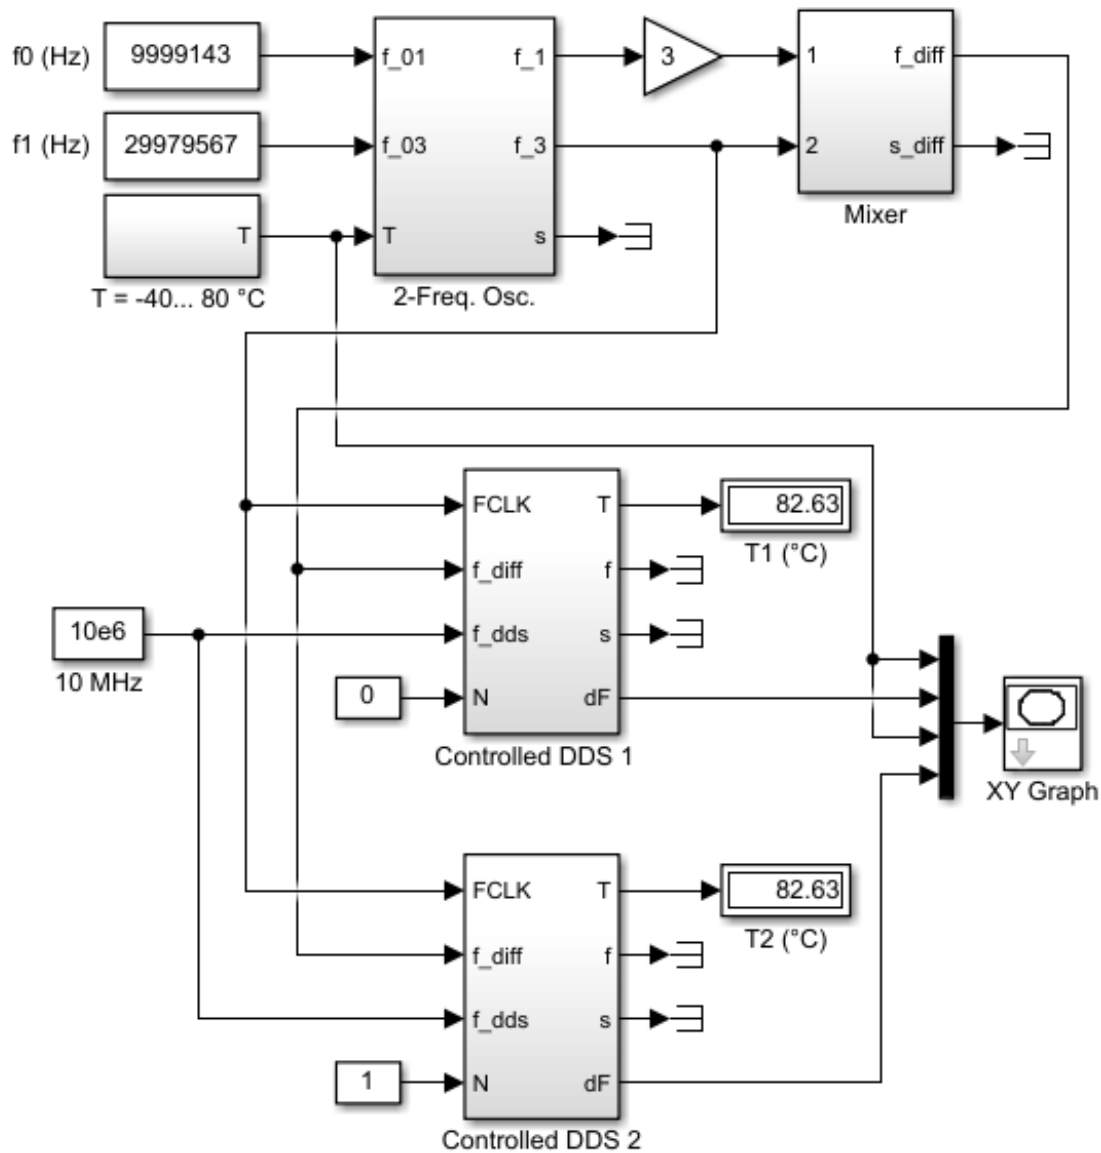 f0 (Hz)
9999143
f_01
f_1
3
1
f_diff
f1 (Hz)
29979567
f_03
f_3
2
s_diff
Mixer
T
T
s
T = -40... 80 °C
2-Freq. Osc.
FCLK
T
82.63
T1 (°C)
f_diff
f
10e6
f_dds
s
10 MHz
0
N
dF
Controlled DDS 1
XY Graph
FCLK
T
82.63
T2 (°C)
f_diff
f
f_dds
s
1
N
dF
Controlled DDS 2